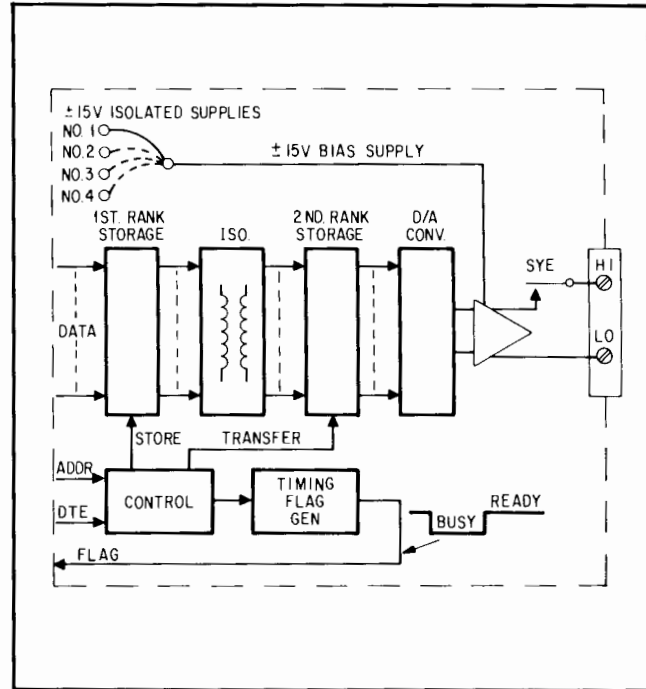 ±15V ISOLATED SUPPLIES
NO. 1
NO. 2
NO. 3
NO. 4
±15V BIAS SUPPLY
1ST. RANK
STORAGE
ISO.
2ND. RANK
STORAGE
D/A
CONV.
SYE
HI
LO
DATA
STORE
TRANSFER
ADDR
CONTROL
TIMING
FLAG
GEN
READY
BUSY
DTE
FLAG